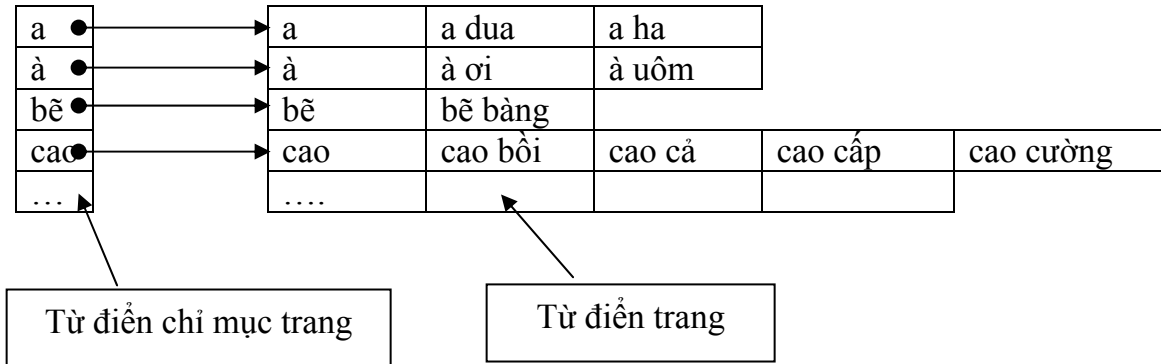 a a a dua a ha
à à à ơi à uôm
bẽ bẽ bẽ bàng
cao cao cao bồi cao cả cao cấp cao cường
… ….
Từ điển chỉ mục trang Từ điển trang